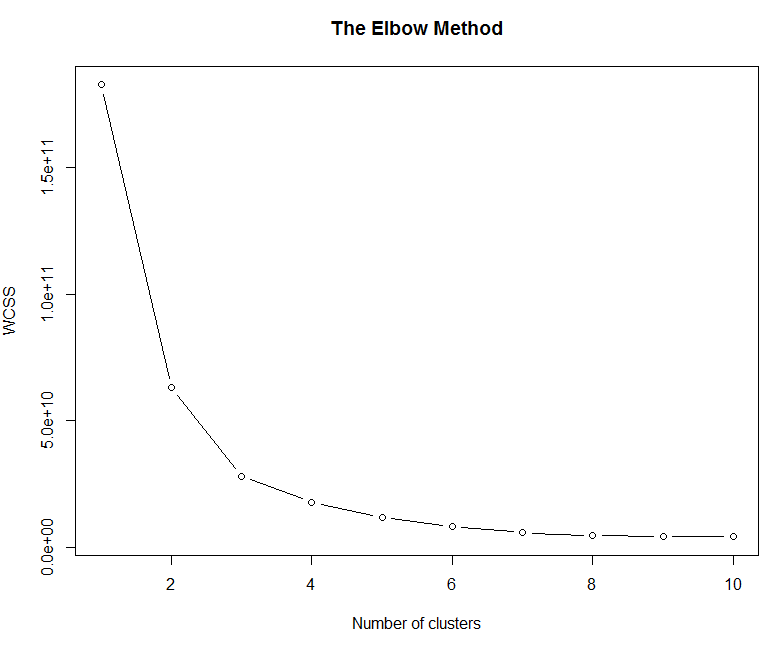 The Elbow Method
WCSS
1.5e+11
1.0e+11
5.0e+10
0.0e+00
2 4 6 8 10
Number of clusters